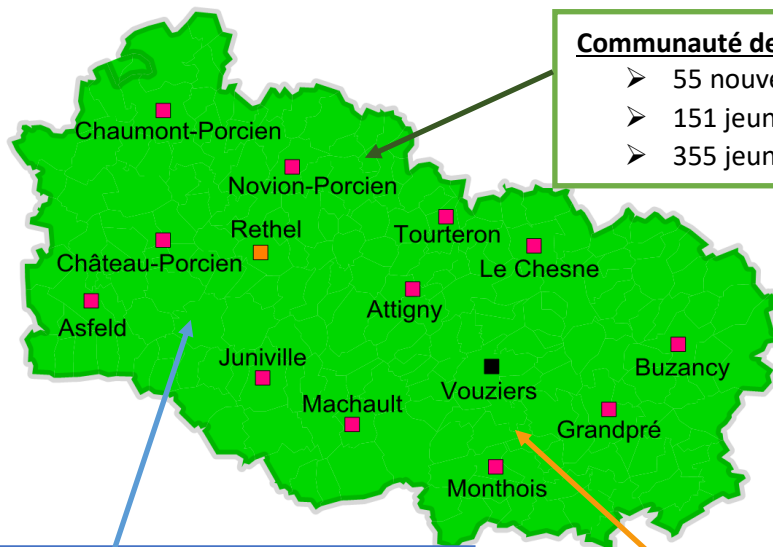 Communauté de
➢ 55 nouve
➢ 151 jeun
➢ 355 jeun
Chaumont-Porcien
Novion-Porcien
Rethel
Tourteron
Château-Porcien
Le Chesne
Attigny
Asfeld
Juniville
Buzancy
Vouziers
Machault
Grandpré
Monthois